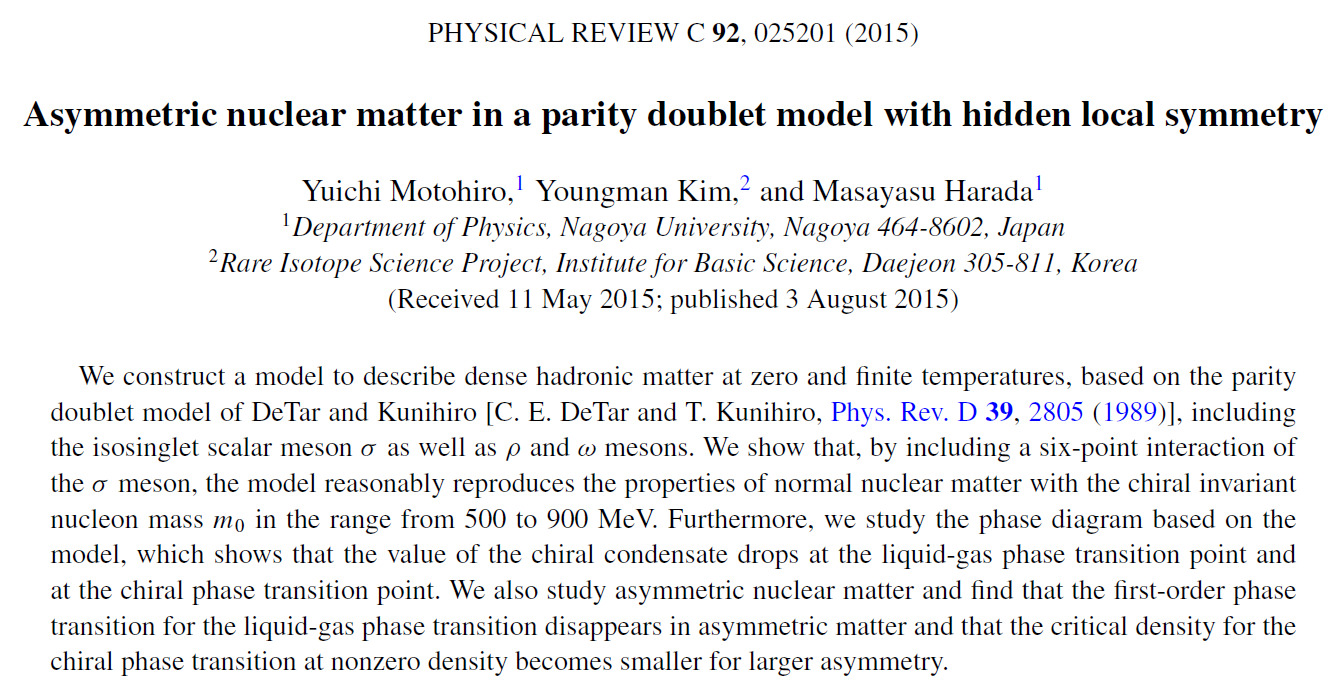 PHYSICAL REVIEW C 92, 025201 (2015)
Asymmetric nuclear matter in a parity doublet model with hidden local symmetry
Yuichi Motohiro,1 Youngman Kim,2 and Masayasu Harada1
1Department of Physics, Nagoya University, Nagoya 464-8602, Japan
2Rare Isotope Science Project, Institute for Basic Science, Daejeon 305-811, Korea
(Received 11 May 2015; published 3 August 2015)
We construct a model to describe dense hadronic matter at zero and finite temperatures, based on the parity
doublet model of DeTar and Kunihiro [C. E. DeTar and T. Kunihiro, Phys. Rev. D 39, 2805 (1989)], including
the isosinglet scalar meson σ as well as ρ and ω mesons. We show that, by including a six-point interaction of
the σ meson, the model reasonably reproduces the properties of normal nuclear matter with the chiral invariant
nucleon mass m0 in the range from 500 to 900 MeV. Furthermore, we study the phase diagram based on the
model, which shows that the value of the chiral condensate drops at the liquid-gas phase transition point and
at the chiral phase transition point. We also study asymmetric nuclear matter and find that the first-order phase
transition for the liquid-gas phase transition disappears in asymmetric matter and that the critical density for the
chiral phase transition at nonzero density becomes smaller for larger asymmetry.